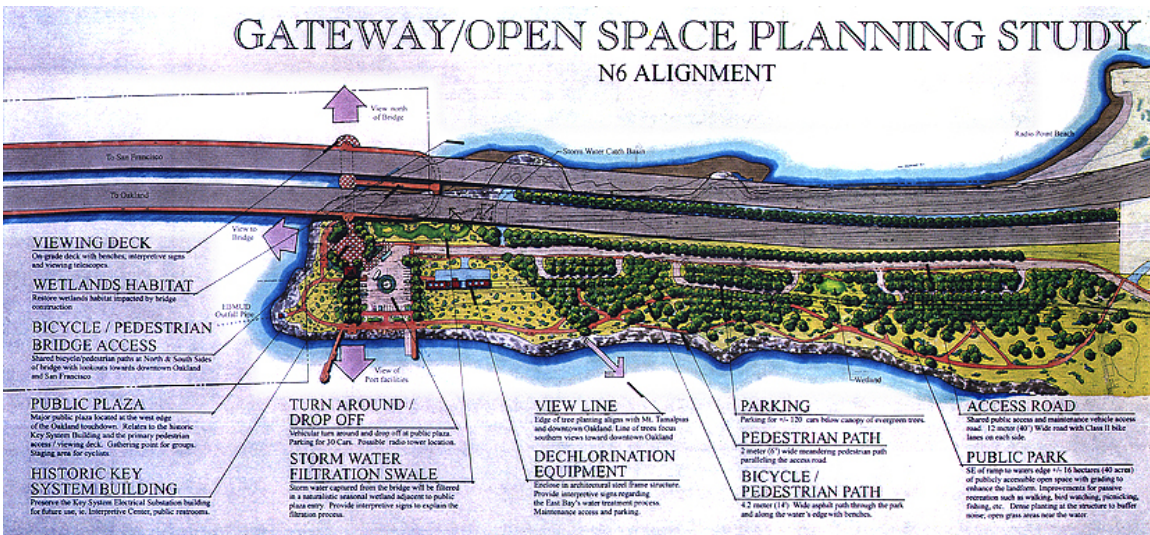 GATEWAY/OPEN SPACE PLANNING STUDY
N6 ALIGNMENT
View north
of Bridge
To San Francisco
Storm Water Catch Basin
Radio Point Beach
To Oakland
View to
Bridge
VIEWING DECK
On-grade deck with benches, interpretive signs
and viewing telescopes.
WETLANDS HABITAT
Restore wetlands habitat impacted by bridge
construction
EBMUD
Outfall Pipe
BICYCLE / PEDESTRIAN
BRIDGE ACCESS
Shared bicycle/pedestrian paths at North & South Sides
of bridge with lookouts towards downtown Oakland
and San Francisco
View of
Port facilities
Wetland
PUBLIC PLAZA
Major public plaza located at the west edge
of the Oakland touchdown. Relates to the historic
Key System Building and the primary pedestrian
access / viewing deck. Gathering point for groups.
Staging area for cyclists.
HISTORIC KEY
SYSTEM BUILDING
Preserve the Key System Electrical Substation building
for future use, ie. Interpretive Center, public restrooms.
TURN AROUND /
DROP OFF
Vehicular turn around and drop off at public plaza.
Parking for 30 Cars. Possible radio tower location.
STORM WATER
FILTRATION SWALE
Storm water captured from the bridge will be filtered
in a naturalistic seasonal wetland adjacent to public
plaza entry. Provide interpretive signs to explain the
filtration process.
VIEW LINE
Edge of tree planting aligns with Mt. Tamalpias
and downtown Oakland. Line of trees focus
southern views toward downtown Oakland
DECHLORINATION
EQUIPMENT
Enclose in architectural steel frame structure.
Provide interpretive signs regarding
the East Bay's water treatment process.
Maintenance access and parking.
PARKING
Parking for +/- 120 cars below canopy of evergreen trees.
PEDESTRIAN PATH
2 meter (6') wide meandering pedestrian path
paralleling the access road
BICYCLE /
PEDESTRIAN PATH
4.2 meter (14') Wide asphalt path through the park
and along the water's edge with benches.
ACCESS ROAD
Shared public access and maintenance vehicle access
road. 12 meter (40') Wide road with Class II bike
lanes on each side.
PUBLIC PARK
SE of ramp to waters edge +/- 16 hectares (40 acres)
of publicly accessible open space with grading to
enhance the landform. Improvements for passive
recreation such as walking, bird watching, picnicking,
fishing, etc. Dense planting at the structure to buffer
noise; open grass areas near the water.